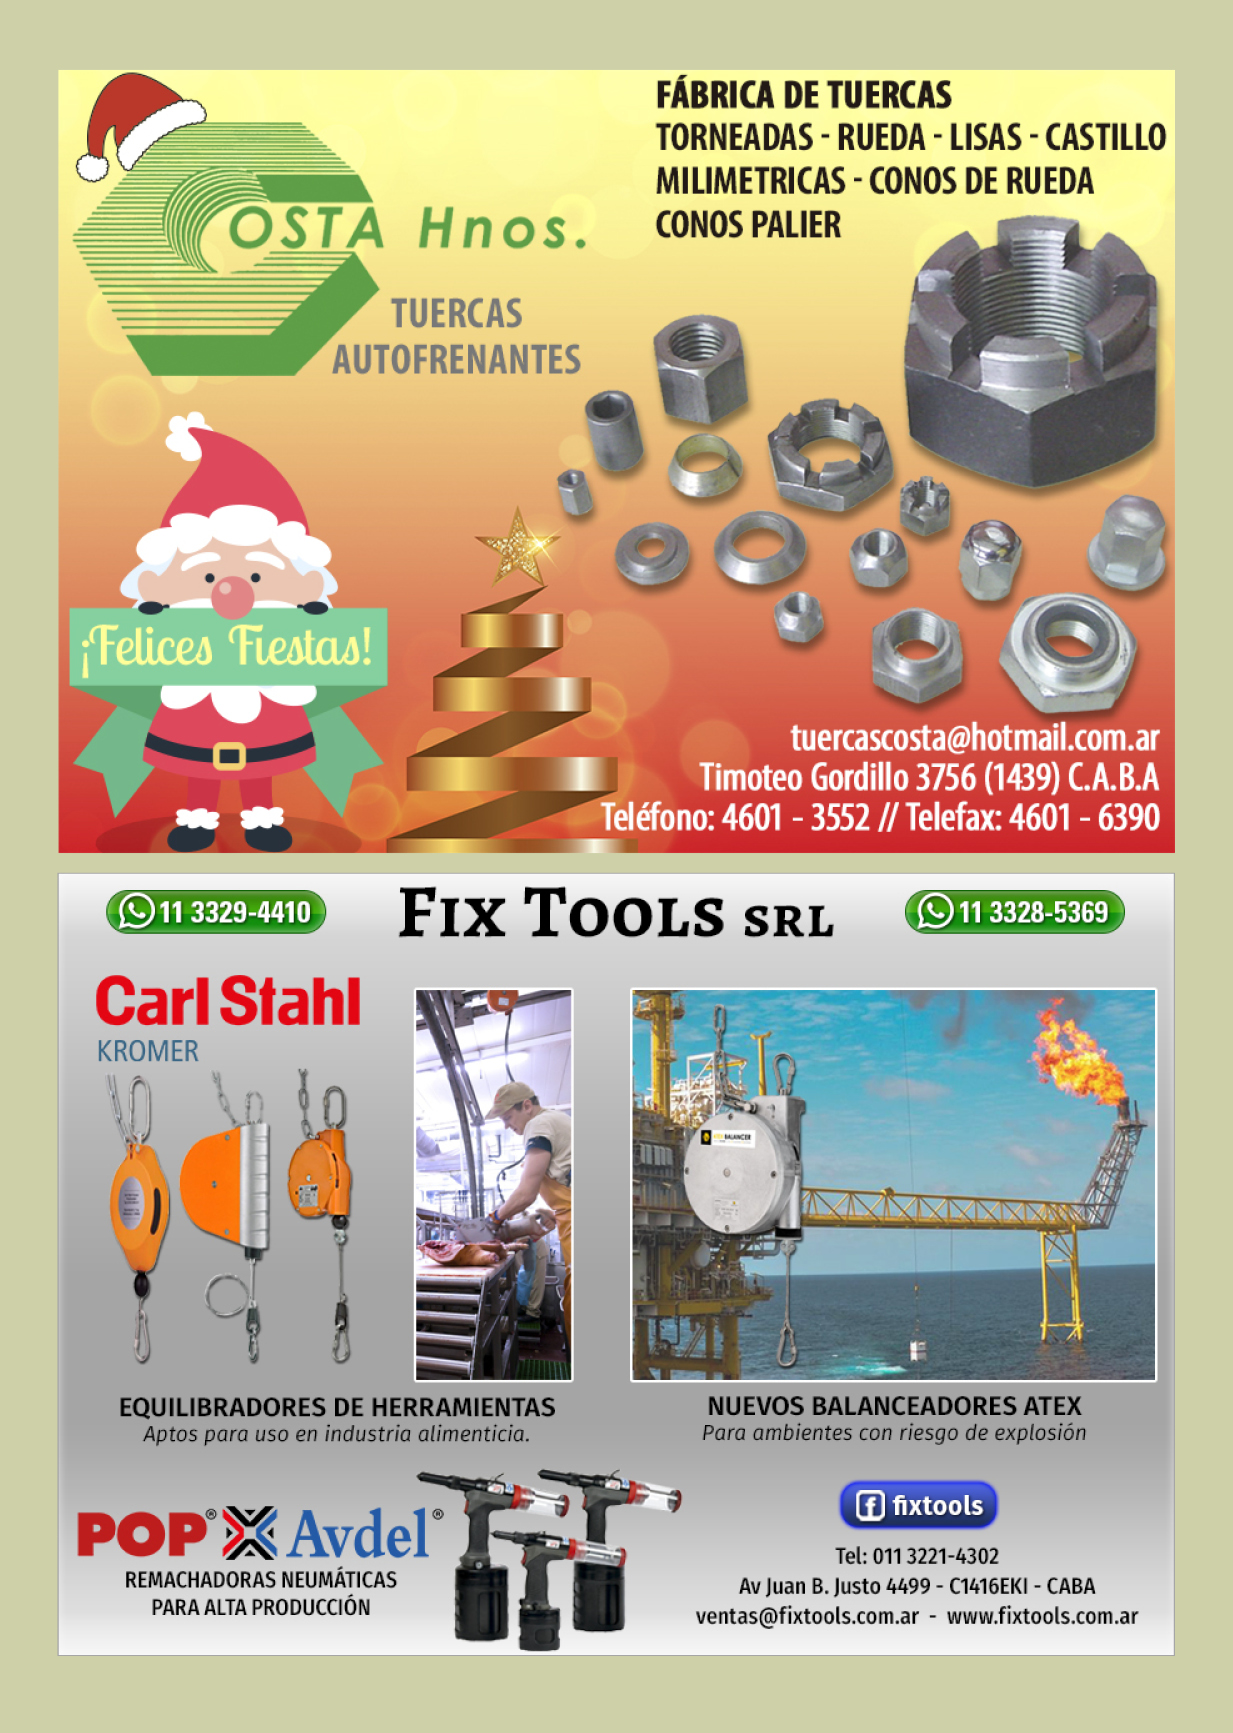 FÁBRICA DE TUERCAS
TORNEADAS - RUEDA - LISAS - CASTILLO
MILIMETRICAS - CONOS DE RUEDA
CONOS PALIER
COSTA Hnos.
TUERCAS
AUTOFRENANTES
¡Felices Fiestas!
tuercascosta@hotmail.com.ar
Timoteo Gordillo 3756 (1439) C.A.B.A
Teléfono: 4601 - 3552 // Telefax: 4601 - 6390
11 3329-4410
FIX TOOLS SRL
11 3328-5369
Carl Stahl
KROMER
BALANCER
EQUILIBRADORES DE HERRAMIENTAS
Aptos para uso en industria alimenticia.
NUEVOS BALANCEADORES ATEX
Para ambientes con riesgo de explosión
POP® Avdel®
REMACHADORAS NEUMÁTICAS
PARA ALTA PRODUCCIÓN
fixtools
Tel: 011 3221-4302
Av Juan B. Justo 4499 - C1416EKI - CABA
ventas@fixtools.com.ar - www.fixtools.com.ar